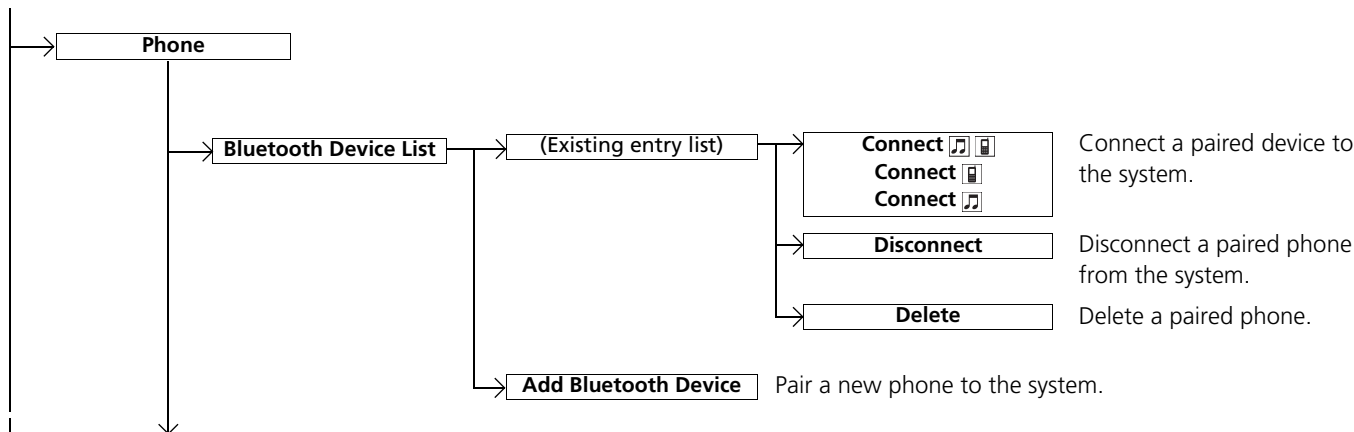 Phone
Bluetooth Device List
(Existing entry list)
Connect
Connect
Connect
Connect a paired device to
the system.
Disconnect
Disconnect a paired phone
from the system.
Delete
Delete a paired phone.
Add Bluetooth Device
Pair a new phone to the system.